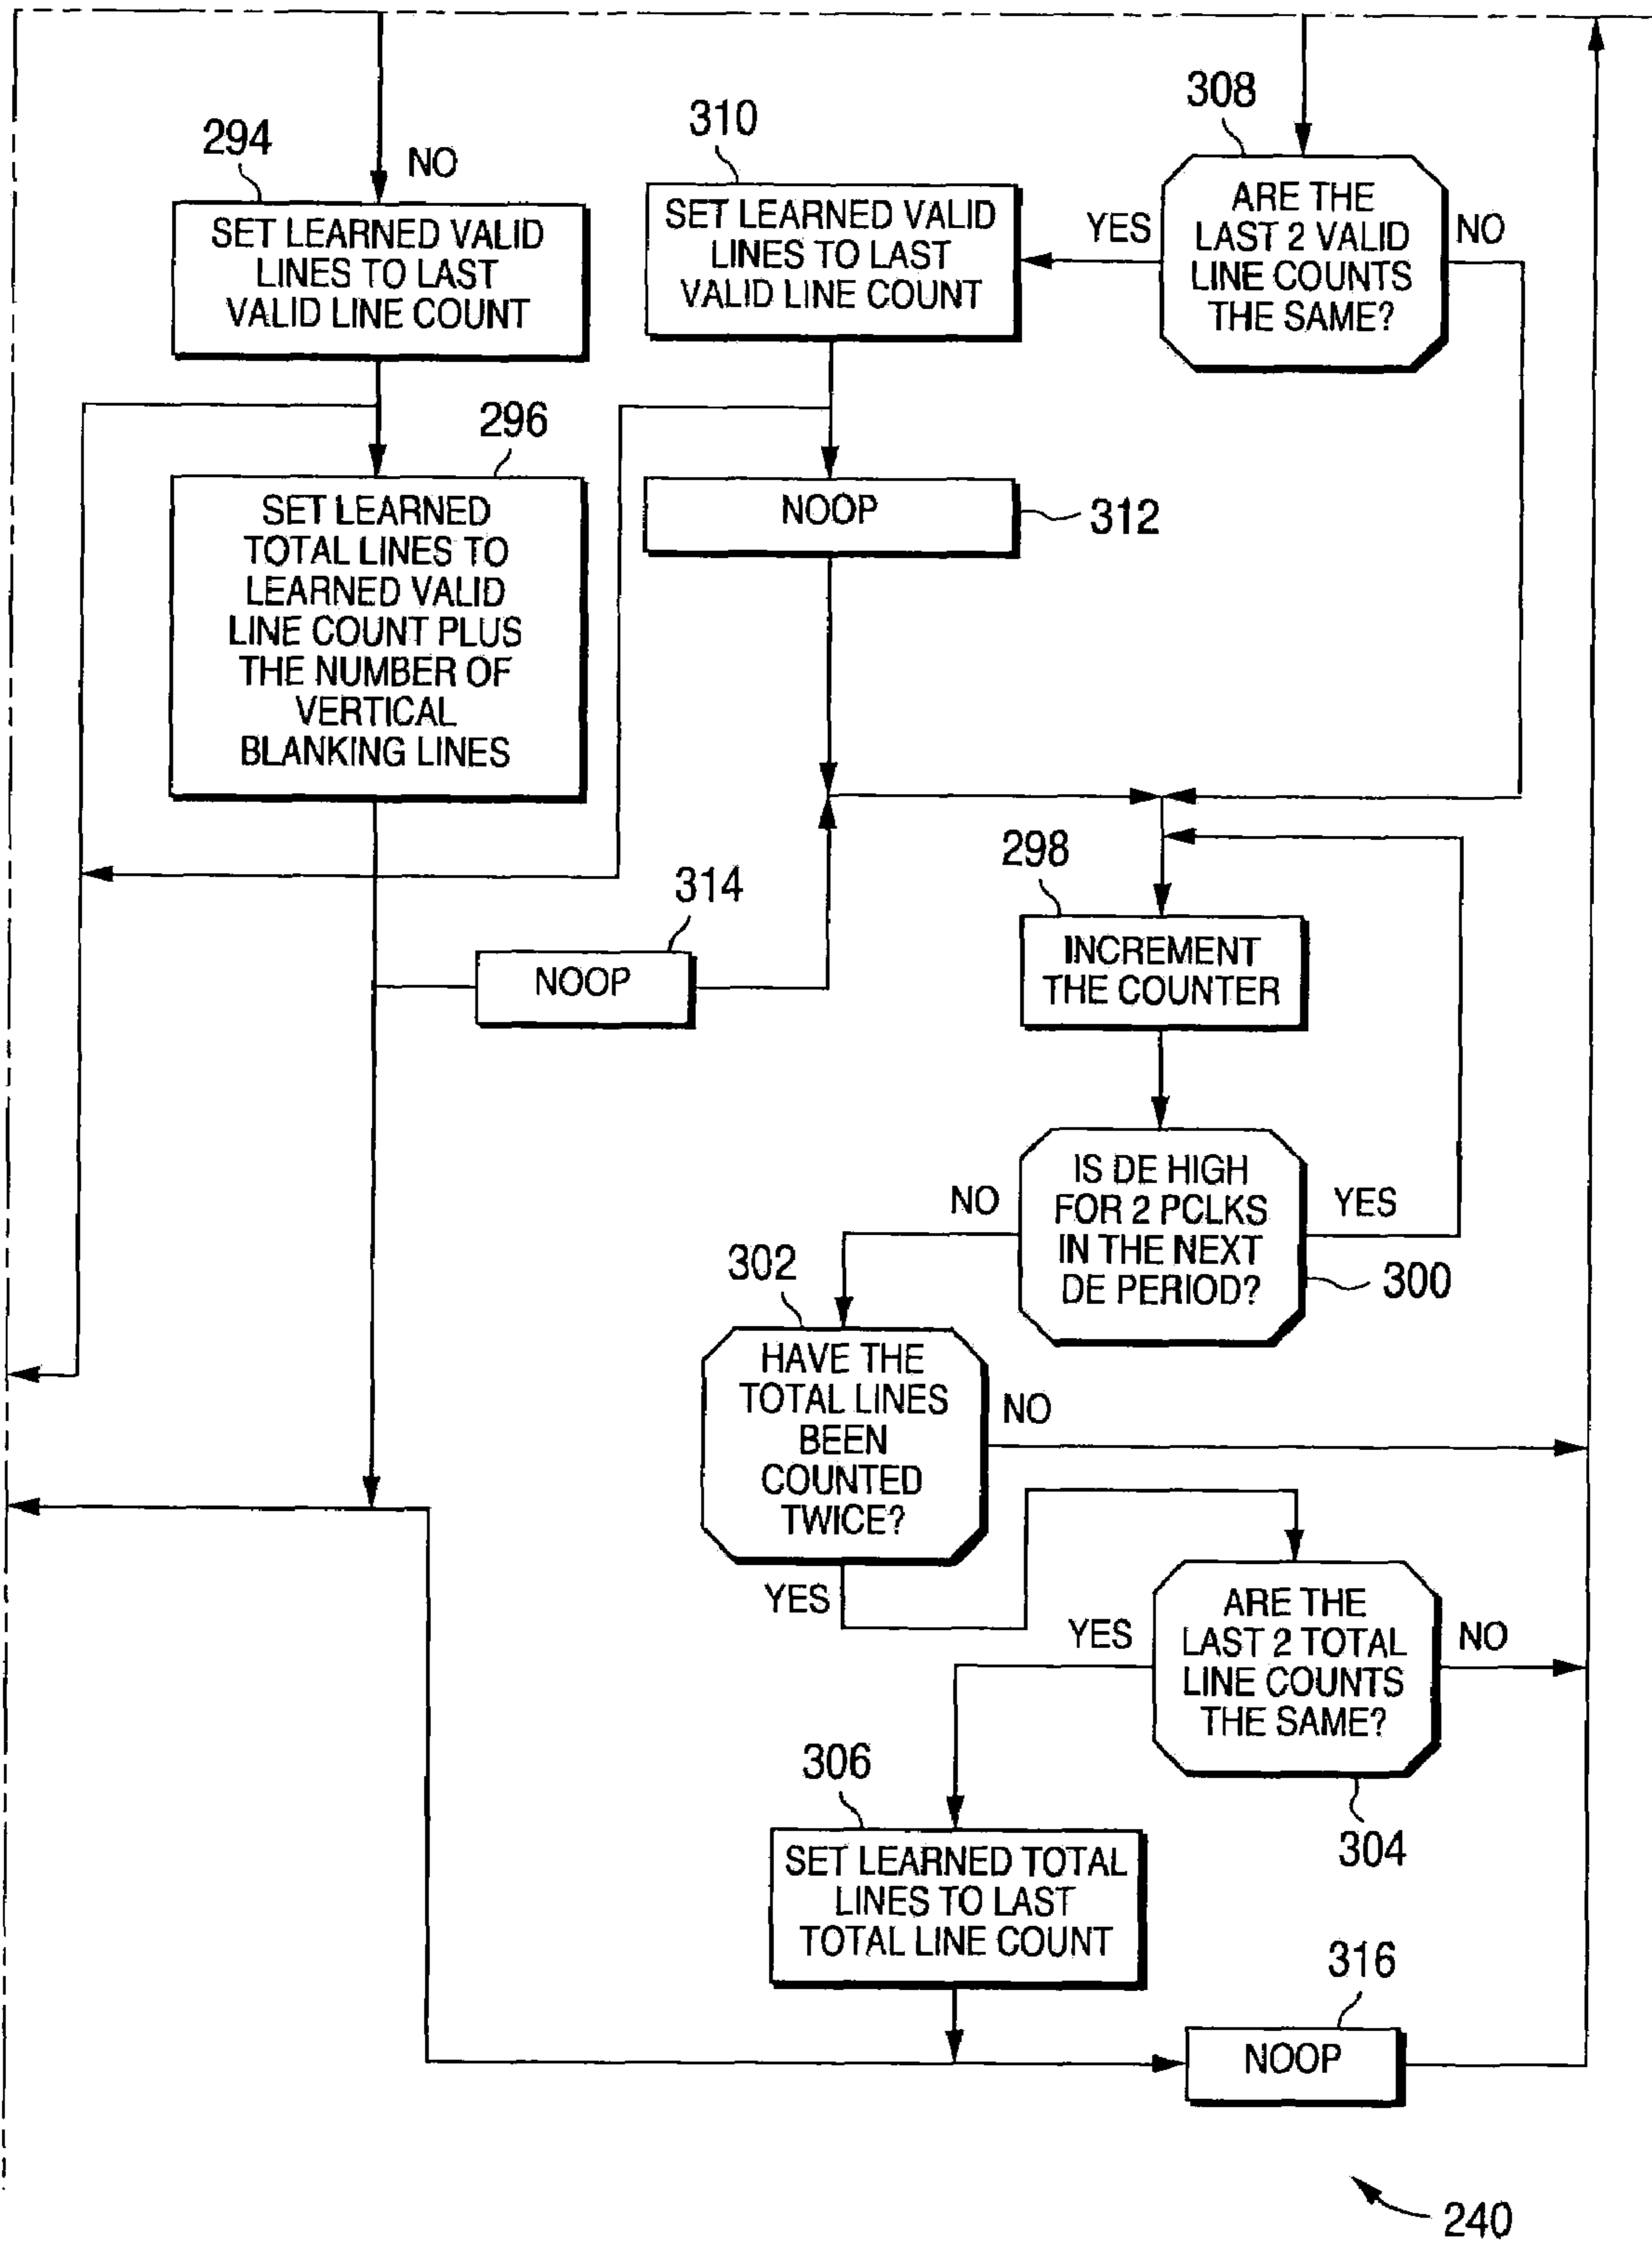 308
310
294
NO
SET LEARNED VALID
LINES TO LAST
VALID LINE COUNT
SET LEARNED VALID
LINES TO LAST
VALID LINE COUNT
YES
ARE THE
LAST 2 VALID
LINE COUNTS
THE SAME?
NO
296
SET LEARNED
TOTAL LINES TO
LEARNED VALID
LINE COUNT PLUS
THE NUMBER OF
VERTICAL
BLANKING LINES
NOOP
312
298
314
NOOP
INCREMENT
THE COUNTER
NO
IS DE HIGH
FOR 2 PCLKS
IN THE NEXT
DE PERIOD?
YES
300
302
HAVE THE
TOTAL LINES
BEEN
COUNTED
TWICE?
NO
YES
YES
ARE THE
LAST 2 TOTAL
LINE COUNTS
THE SAME?
NO
304
306
SET LEARNED TOTAL
LINES TO LAST
TOTAL LINE COUNT
316
NOOP
240